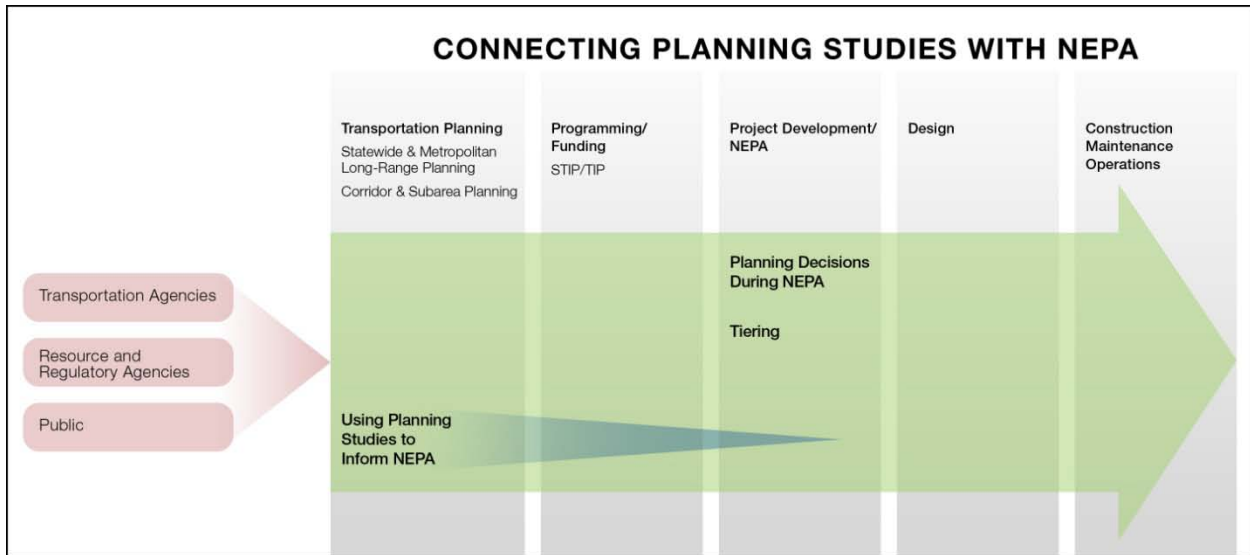 CONNECTING PLANNING STUDIES WITH NEPA
Transportation Planning
Statewide & Metropolitan
Long-Range Planning
Corridor & Subarea Planning
Programming/
Funding
STIP/TIP
Project Development/
NEPA
Design
Construction
Maintenance
Operations
Transportation Agencies
Resource and
Regulatory Agencies
Public
Planning Decisions
During NEPA
Tiering
Using Planning
Studies to
Inform NEPA